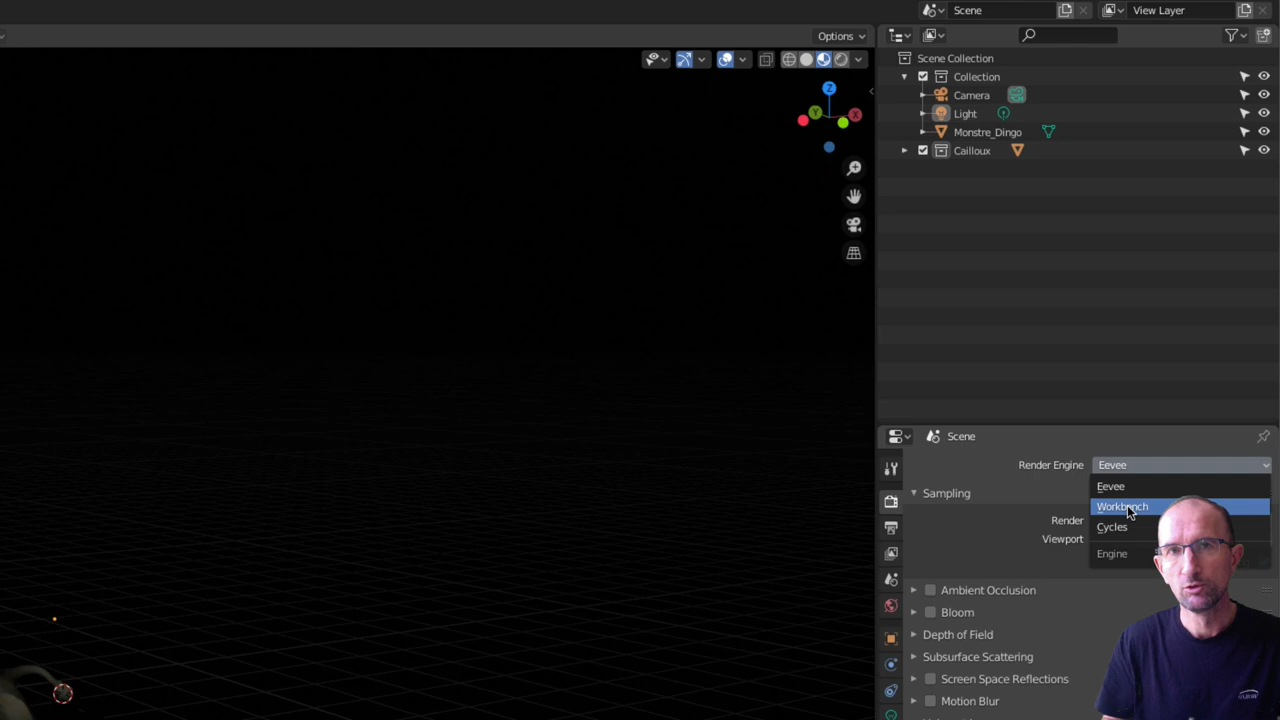 Scene
View Layer
Options
Scene Collection
Collection
Camera
Light
Monstre_Dingo
Cailloux
Z
Y
X
Scene
Render Engine
Eevee
Eevee
Workbench
Cycles
Engine
Sampling
Render
Viewport
Ambient Occlusion
Bloom
Depth of Field
Subsurface Scattering
Screen Space Reflections
Motion Blur